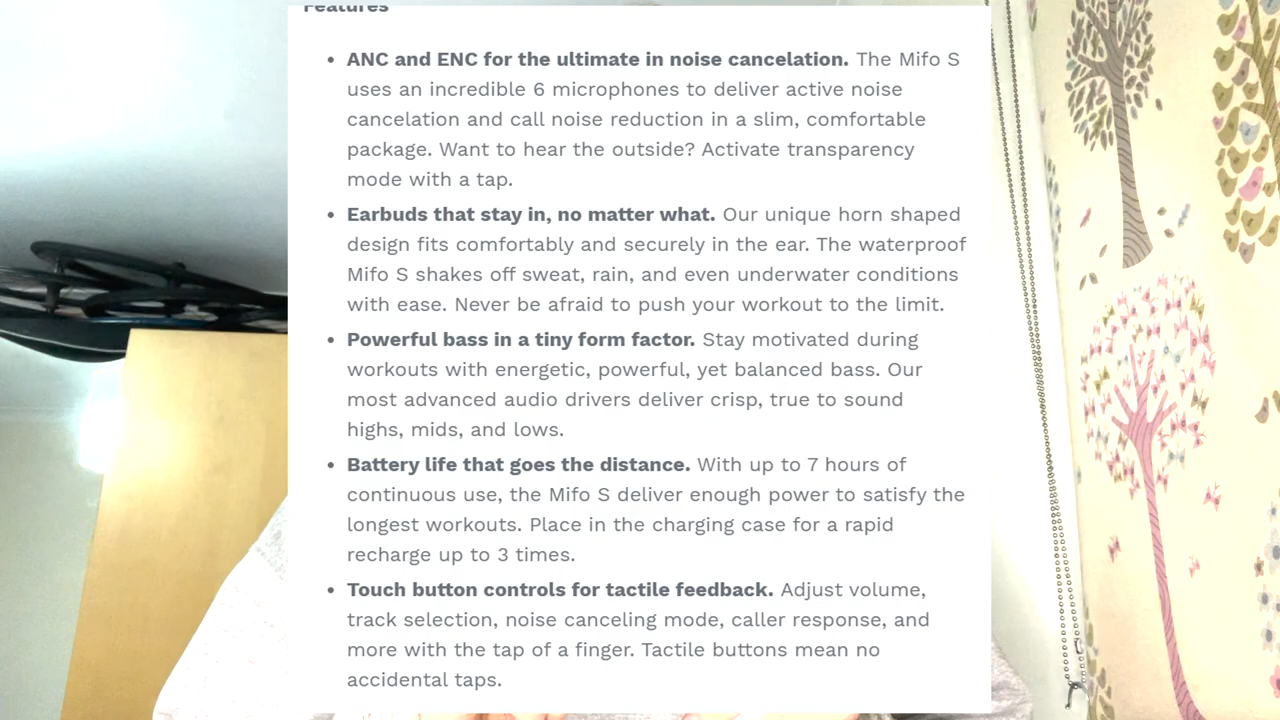 Features
ANC and ENC for the ultimate in noise cancelation. The Mifo S
uses an incredible 6 microphones to deliver active noise
cancelation and call noise reduction in a slim, comfortable
package. Want to hear the outside? Activate transparency
mode with a tap.
Earbuds that stay in, no matter what. Our unique horn shaped
design fits comfortably and securely in the ear. The waterproof
Mifo S shakes off sweat, rain, and even underwater conditions
with ease. Never be afraid to push your workout to the limit.
Powerful bass in a tiny form factor. Stay motivated during
workouts with energetic, powerful, yet balanced bass. Our
most advanced audio drivers deliver crisp, true to sound
highs, mids, and lows.
Battery life that goes the distance. With up to 7 hours of
continuous use, the Mifo S deliver enough power to satisfy the
longest workouts. Place in the charging case for a rapid
recharge up to 3 times.
Touch button controls for tactile feedback. Adjust volume,
track selection, noise canceling mode, caller response, and
more with the tap of a finger. Tactile buttons mean no
accidental taps.